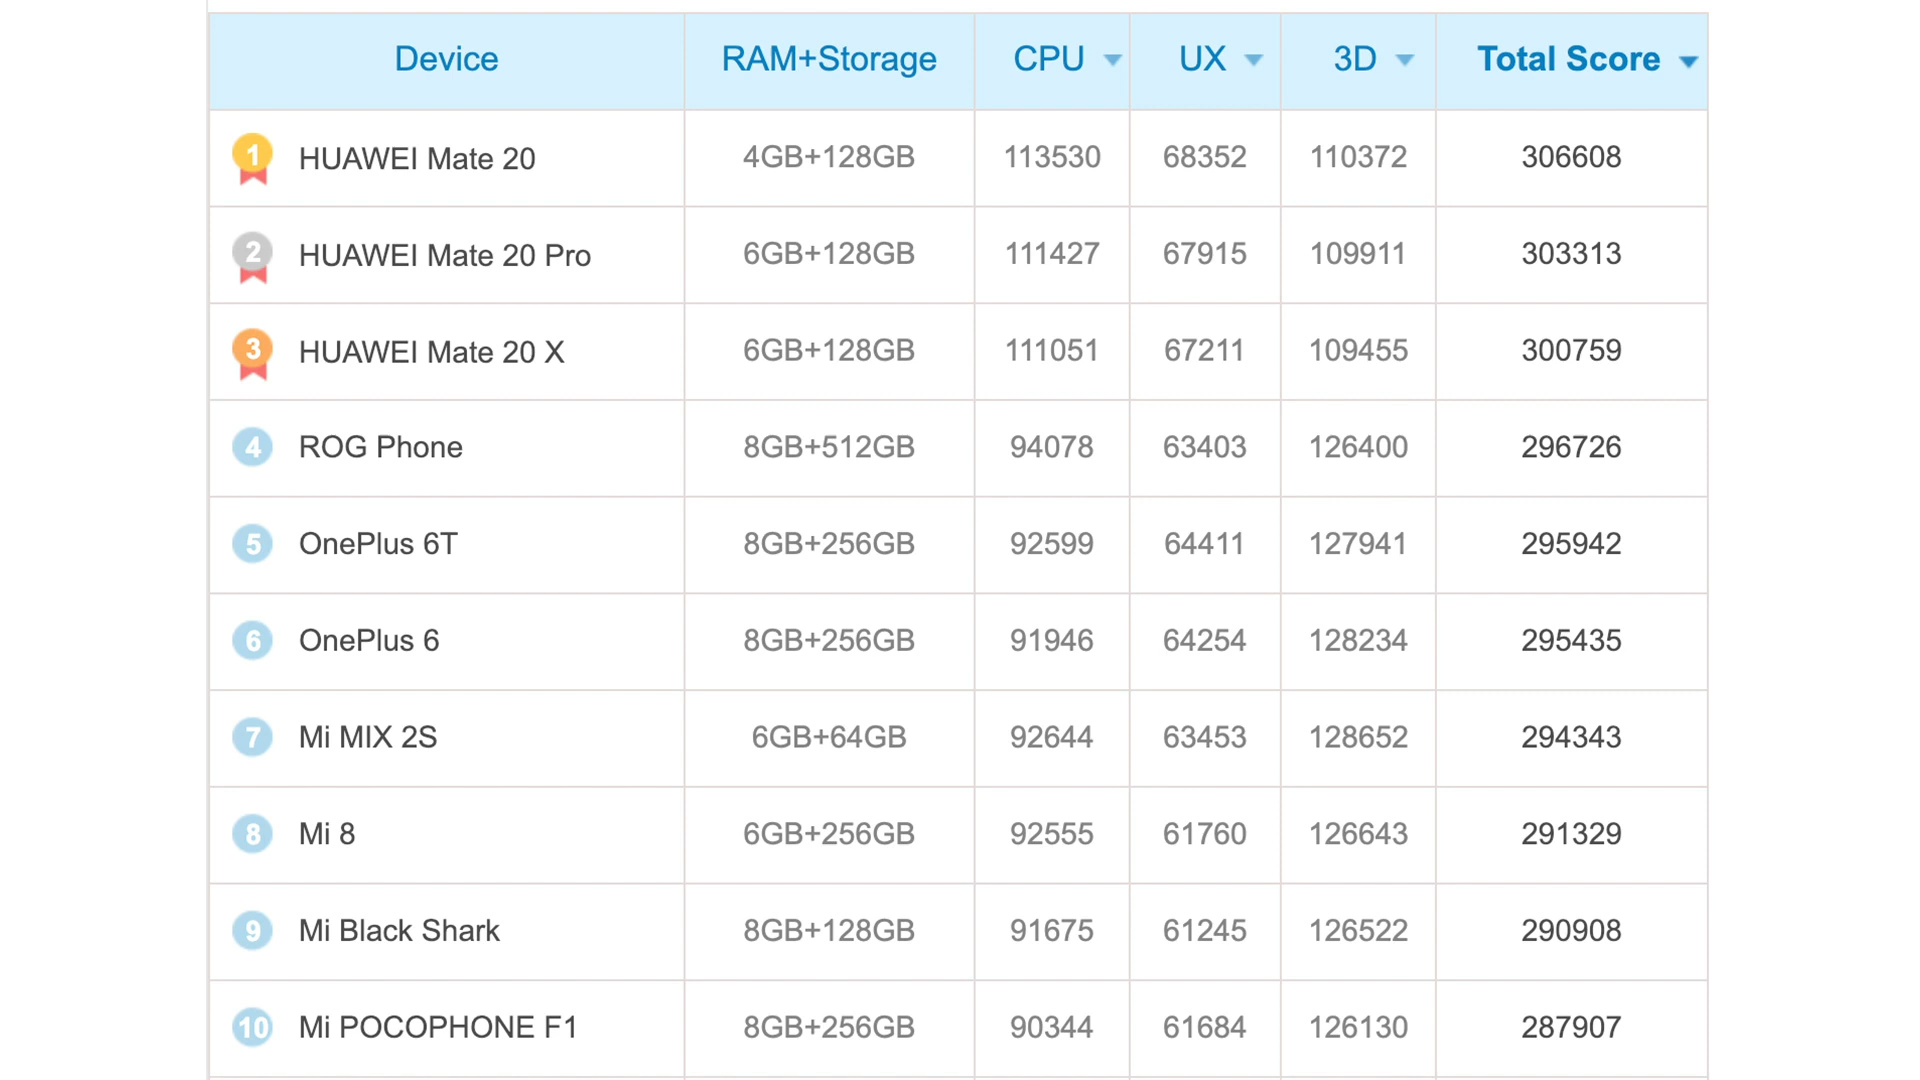 Device RAM+Storage CPU UX 3D Total Score
1 HUAWEI Mate 20 4GB+128GB 113530 68352 110372 306608
2 HUAWEI Mate 20 Pro 6GB+128GB 111427 67915 109911 303313
3 HUAWEI Mate 20 X 6GB+128GB 111051 67211 109455 300759
4 ROG Phone 8GB+512GB 94078 63403 126400 296726
5 OnePlus 6T 8GB+256GB 92599 64411 127941 295942
6 OnePlus 6 8GB+256GB 91946 64254 128234 295435
7 Mi MIX 2S 6GB+64GB 92644 63453 128652 294343
8 Mi 8 6GB+256GB 92555 61760 126643 291329
9 Mi Black Shark 8GB+128GB 91675 61245 126522 290908
10 Mi POCOPHONE F1 8GB+256GB 90344 61684 126130 287907